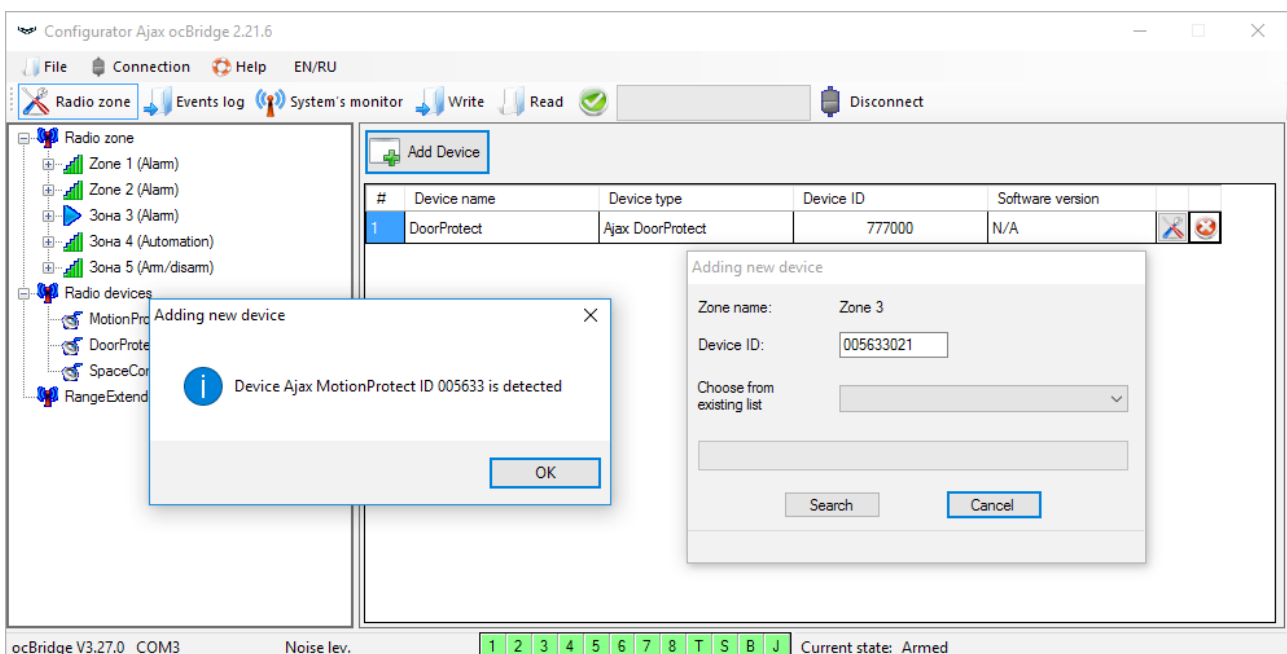 Configurator Ajax ocBridge 2.21.6
File Connection Help EN/RU
Radio zone Events log System's monitor Write Read Disconnect
Radio zone
Zone 1 (Alarm)
Zone 2 (Alarm)
Зона 3 (Alarm)
Зона 4 (Automation)
Зона 5 (Arm/disarm)
Radio devices
MotionPro
DoorProte
SpaceCon
RangeExtend
Add Device
# Device name Device type Device ID Software version
1 DoorProtect Ajax DoorProtect 777000 N/A
Adding new device
Device Ajax MotionProtect ID 005633 is detected
OK
Adding new device
Zone name: Zone 3
Device ID: 005633021
Choose from
existing list
Search Cancel
ocBridge V3.27.0 COM3 Noise lev. 1 2 3 4 5 6 7 8 T S B J Current state: Armed